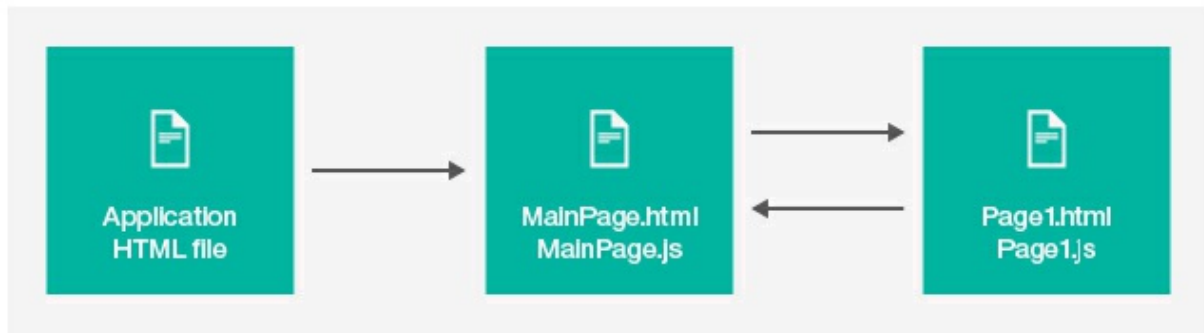 Application
HTML file
MainPage.html
MainPage.js
Page1.html
Page1.js